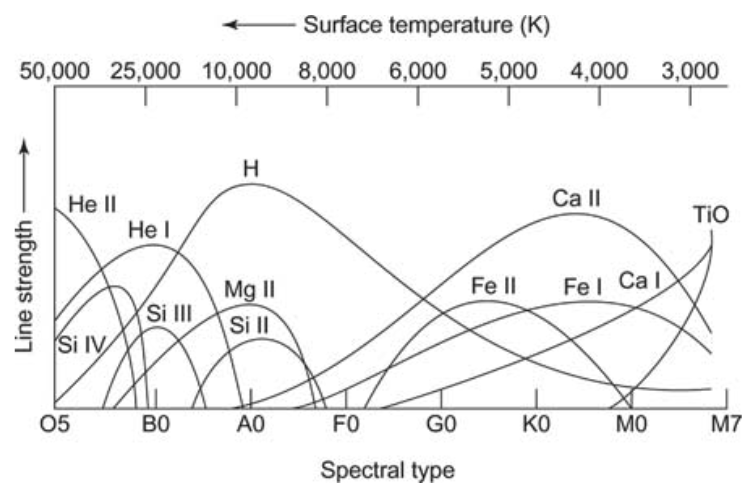 ← Surface temperature (K)
50,000 25,000 10,000 8,000 6,000 5,000 4,000 3,000
Line strength →
H
He II
He I
Ca II
TiO
Mg II
Fe II
Fe I
Ca I
Si III
Si II
Si IV
O5 B0 A0 F0 G0 K0 M0 M7
Spectral type